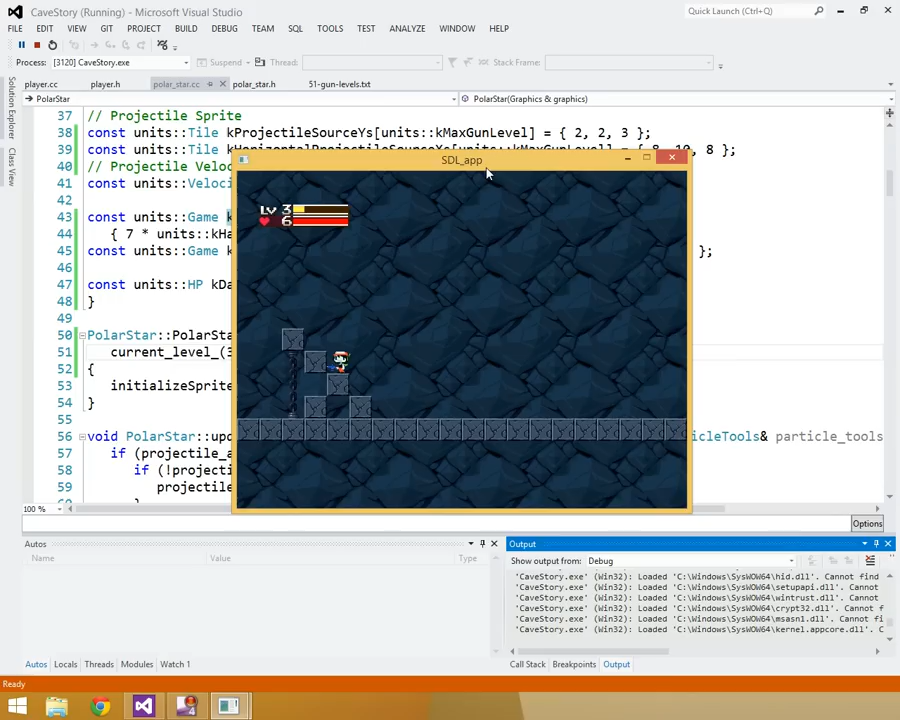 CaveStory (Running) - Microsoft Visual Studio
Quick Launch (Ctrl+Q)
FILE EDIT VIEW GIT PROJECT BUILD DEBUG TEAM SQL TOOLS TEST ANALYZE WINDOW HELP
Process: [3120] CaveStory.exe Suspend Thread: Stack Frame:
player.cc player.h polar_star.cc polar_star.h 51-gun-levels.txt
PolarStar PolarStar(Graphics & graphics)
Solution Explorer
Class View
37 // Projectile Sprite
38 const units::Tile kProjectileSourceYs[units::kMaxGunLevel] = { 2, 2, 3 };
39 const units::Tile
40 // Projectile Velo
41 const units::Veloci
42
43 const units::Game
44 { 7 * units::kHa
45 const units::Game };
46
47 const units::HP kDa
48 }
49
50 PolarStar::PolarSta
51 current_level_(3
52 {
53 initializeSprite
54 }
55
56 void PolarStar::upd icleTools& particle_tools
57 if (projectile_a
58 if (!projecti
59 projectile
SDL_app
Lv 3
6
100 %
Options
Autos
Name Value Type
Output
Show output from: Debug
'CaveStory.exe' (Win32): Loaded 'C:\Windows\SysWOW64\hid.dll'. Cannot find
'CaveStory.exe' (Win32): Loaded 'C:\Windows\SysWOW64\setupapi.dll'. Cannot
'CaveStory.exe' (Win32): Loaded 'C:\Windows\SysWOW64\wintrust.dll'. Cannot
'CaveStory.exe' (Win32): Loaded 'C:\Windows\SysWOW64\crypt32.dll'. Cannot f
'CaveStory.exe' (Win32): Loaded 'C:\Windows\SysWOW64\msasn1.dll'. Cannot fi
'CaveStory.exe' (Win32): Loaded 'C:\Windows\SysWOW64\kernel.appcore.dll'. C
Autos Locals Threads Modules Watch 1
Call Stack Breakpoints Output
Ready